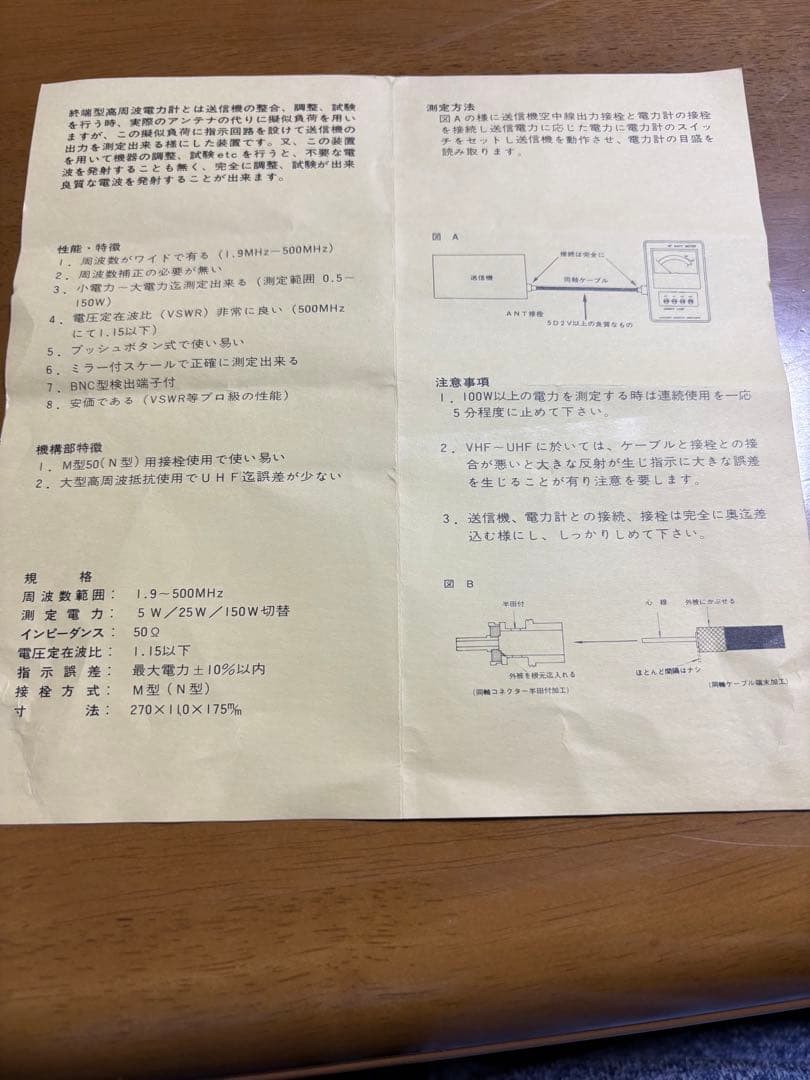 終端型高周波電力計とは送信機の整合、調整、試験
を行う時、実際のアンテナの代りに擬似負荷を用い
ますが、この擬似負荷に指示回路を設けて送信機の
出力を測定出来る様にした装置です。又、この装置
を用いて機器の調整、試験etcを行うと、不要な電
波を発射することも無く、完全に調整、試験が出来
良質な電波を発射することが出来ます。
性能・特徴
1．周波数がワイドで有る（1.9MHz－500MHz）
2．周波数補正の必要が無い
3．小電力－大電力迄測定出来る（測定範囲 0.5～
150W）
4．電圧定在波比（VSWR）非常に良い（500MHz
にて1.15以下）
5．プッシュボタン式で使い易い
6．ミラー付スケールで正確に測定出来る
7．BNC型検出端子付
8．安価である（VSWR等プロ級の性能）
機構部特徴
1．M型50（N型）用接栓使用で使い易い
2．大型高周波抵抗使用でUHF迄誤差が少ない
規　格
周波数範囲： 1.9～500MHz
測定電力： 5W／25W／150W切替
インピーダンス： 50Ω
電圧定在波比： 1.15以下
指示誤差： 最大電力±10％以内
接栓方式： M型（N型）
寸　法： 270×110×175m/m
測定方法
図Aの様に送信機空中線出力接栓と電力計の接栓
を接続し送信電力に応じた電力に電力計のスイッ
チをセットし送信機を動作させ、電力計の目盛を
読み取ります。
図 A
接続は完全に
送信機
同軸ケーブル
ANT接栓
5D2V以上の良質なもの
注意事項
1．100W以上の電力を測定する時は連続使用を一応
5分程度に止めて下さい。
2．VHF～UHFに於いては、ケーブルと接栓との接
合が悪いと大きな反射が生じ指示に大きな誤差
を生じることが有り注意を要します。
3．送信機、電力計との接続、接栓は完全に奥迄差
込む様にし、しっかりしめて下さい。
図 B
半田付
心線
外被にかぶせる
外被を根元迄入れる
ほとんど間隔はナシ
（同軸コネクター半田付加工）
（同軸ケーブル端末加工）